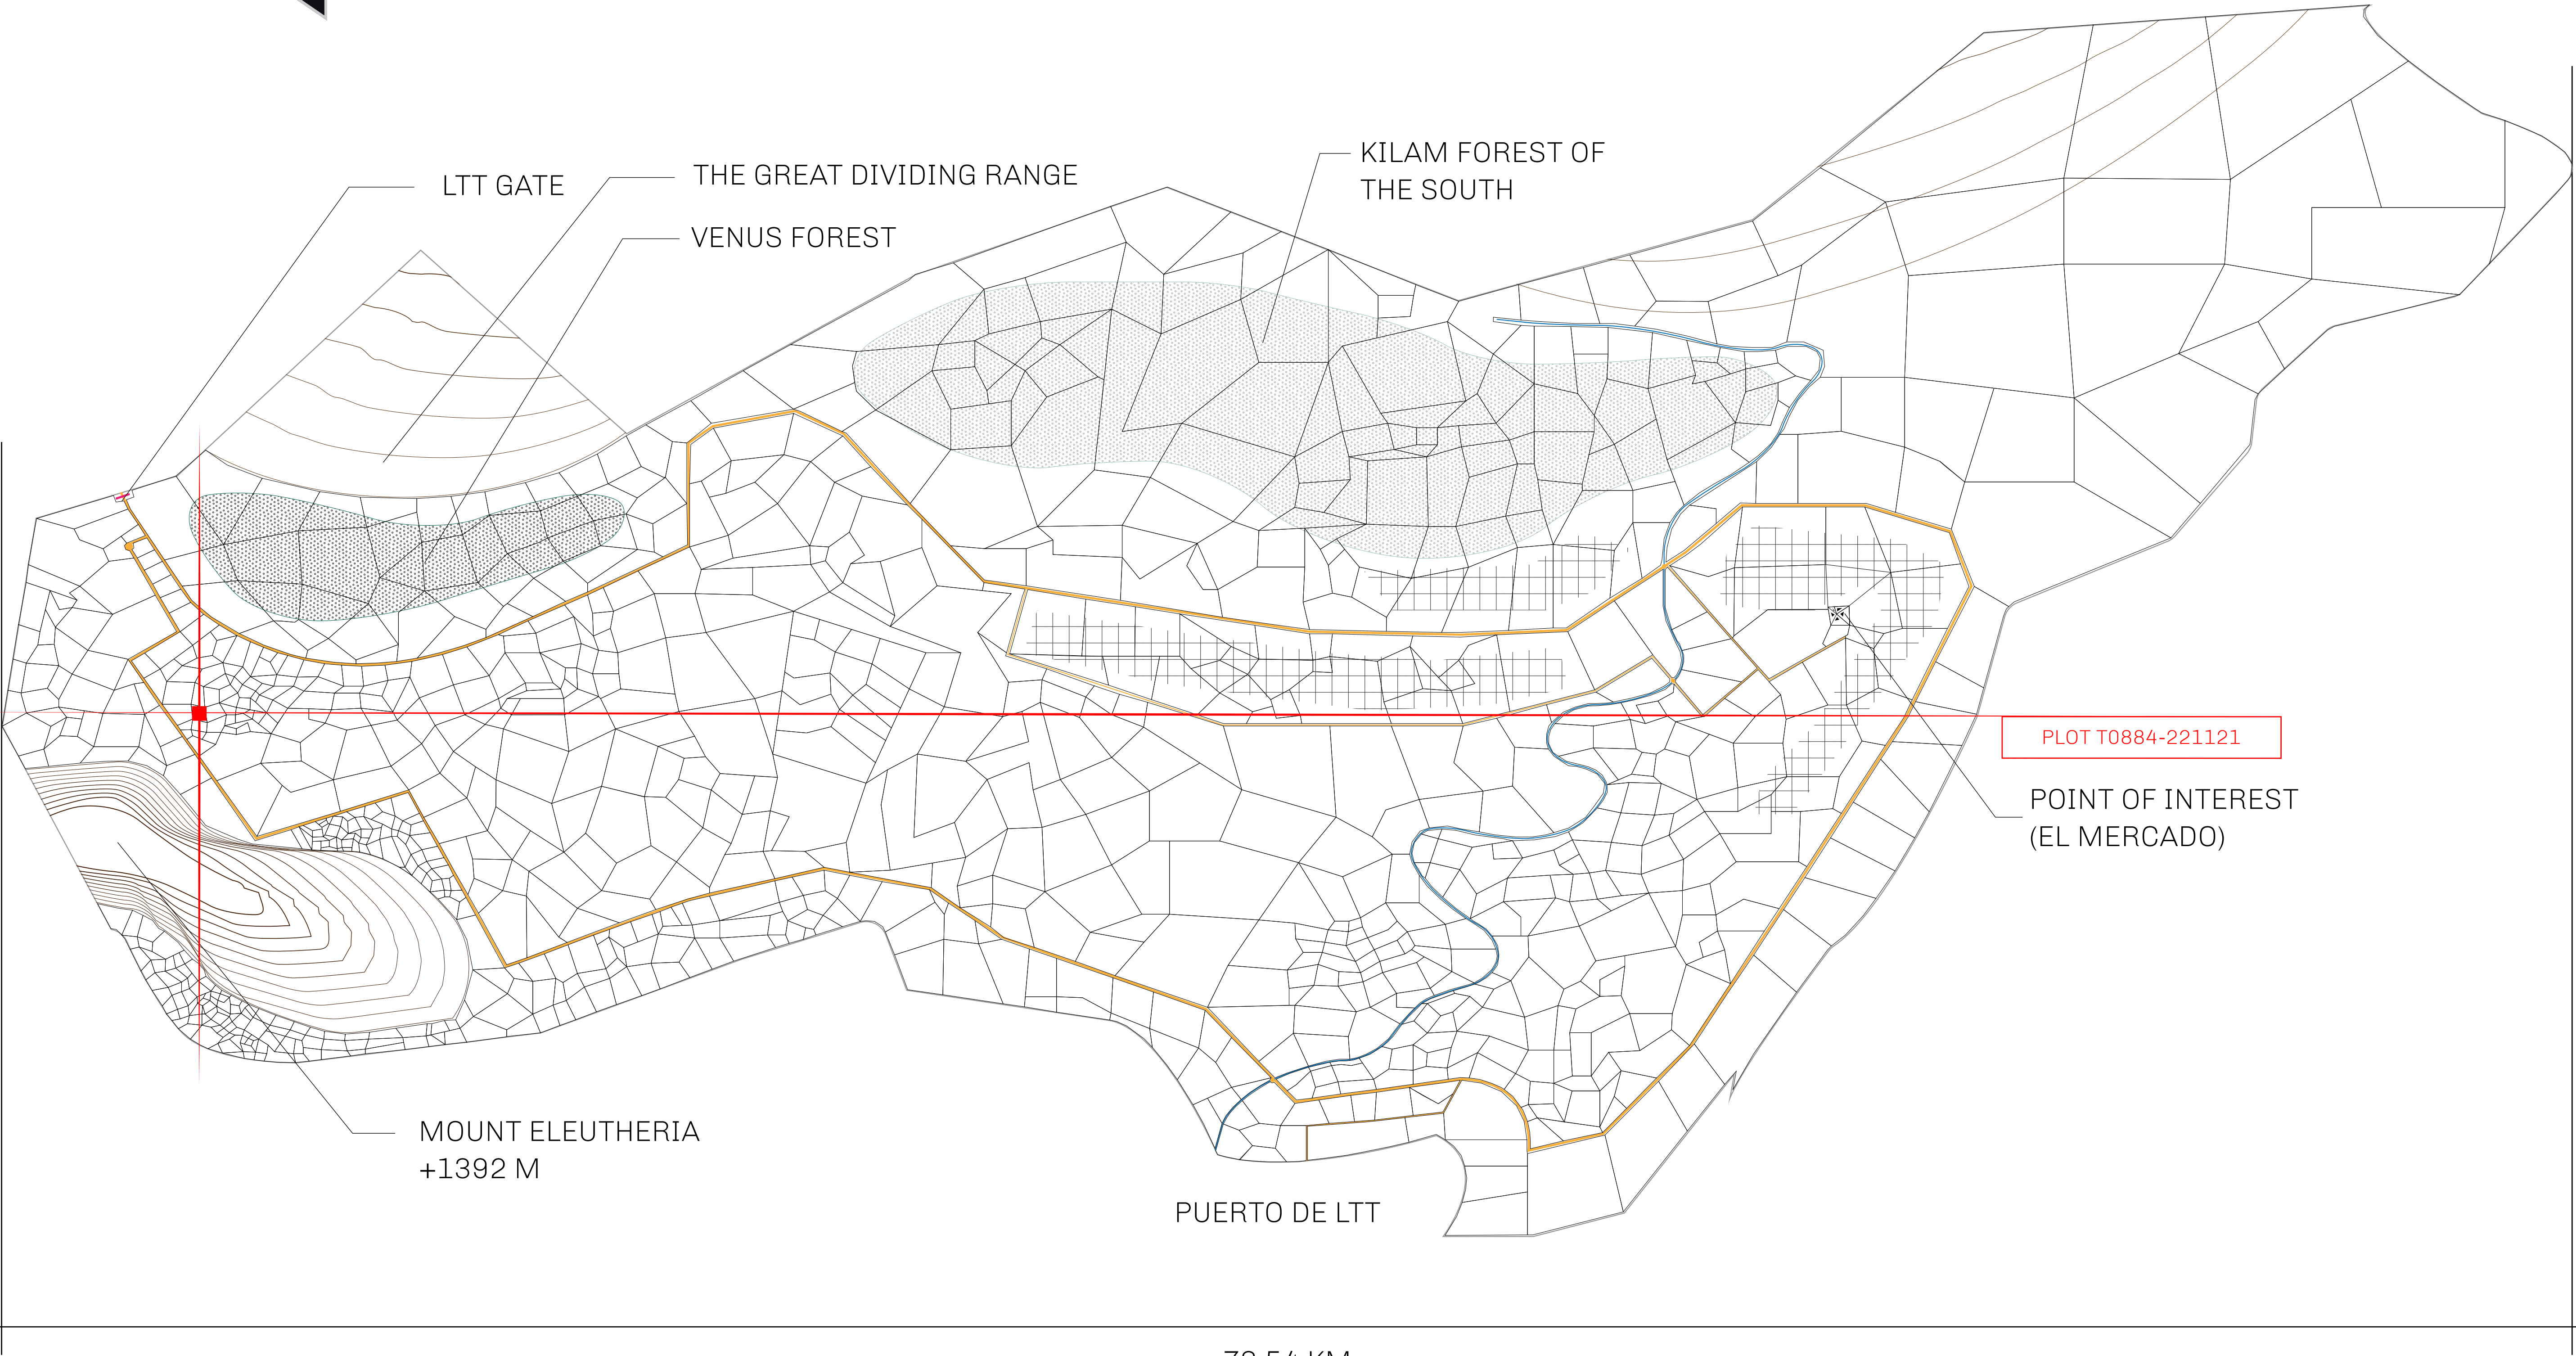 KILAM FOREST OF
THE SOUTH
THE GREAT DIVIDING RANGE
LTT GATE
VENUS FOREST
PLOT T0884-221121
POINT OF INTEREST
(EL MERCADO)
MOUNT ELEUTHERIA
+1392 M
PUERTO DE LTT
KM